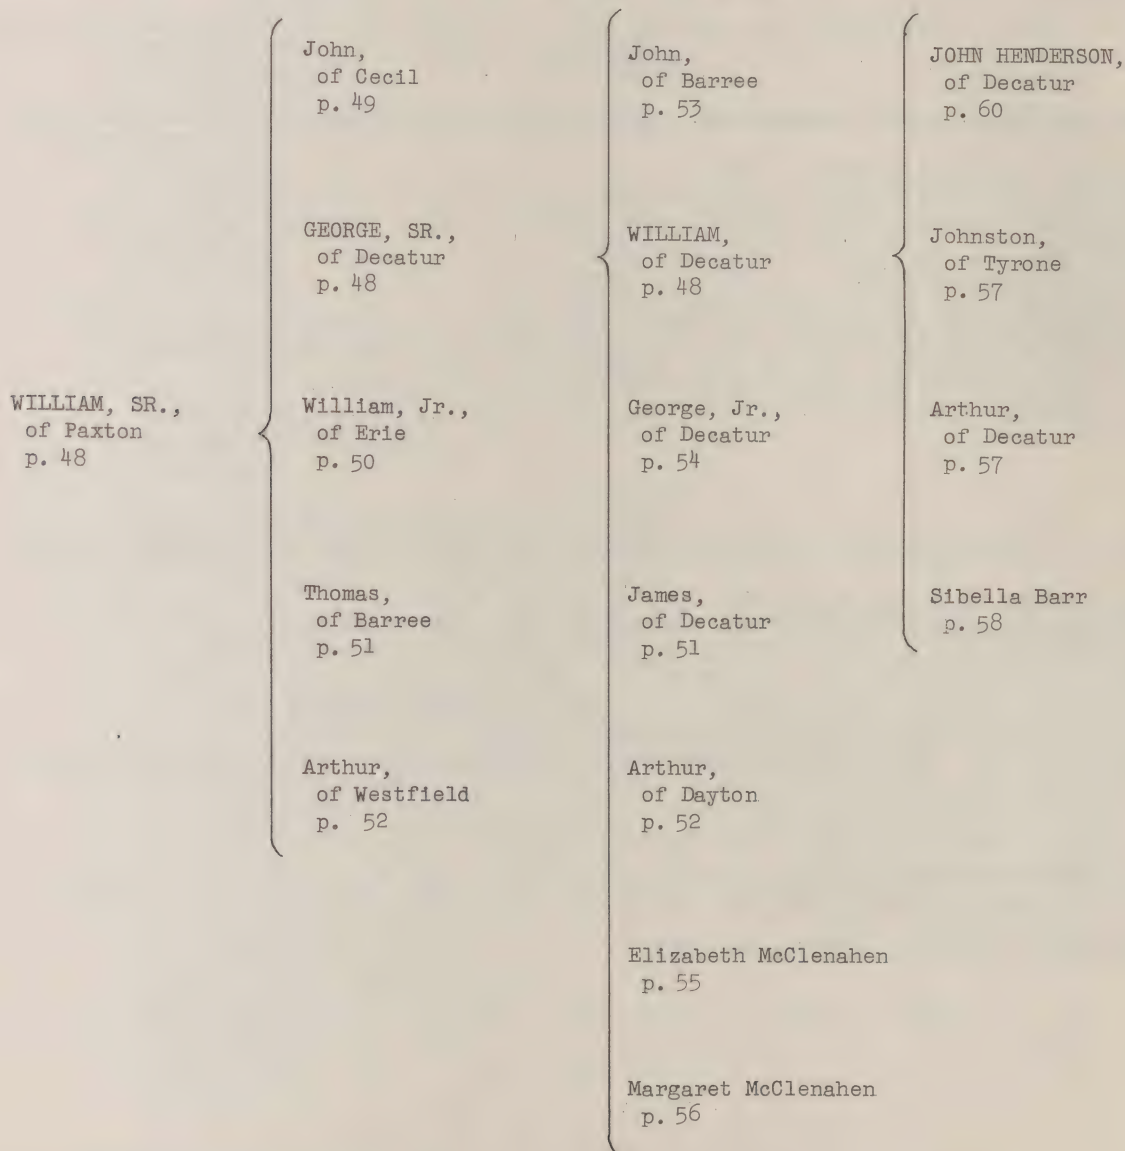 WILLIAM, SR.,
of Paxton
p. 48
John,
of Cecil
p. 49
GEORGE, SR.,
of Decatur
p. 48
William, Jr.,
of Erie
p. 50
Thomas,
of Barree
p. 51
Arthur,
of Westfield
p. 52
John,
of Barree
p. 53
WILLIAM,
of Decatur
p. 48
George, Jr.,
of Decatur
p. 54
James,
of Decatur
p. 51
Arthur,
of Dayton
p. 52
Elizabeth McClenahen
p. 55
Margaret McClenahen
p. 56
JOHN HENDERSON,
of Decatur
p. 60
Johnston,
of Tyrone
p. 57
Arthur,
of Decatur
p. 57
Sibella Barr
p. 58